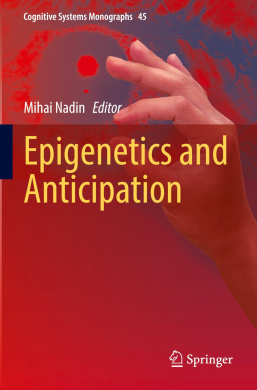 Cognitive Systems Monographs 45
Mihai Nadin Editor
Epigenetics and
Anticipation
Springer